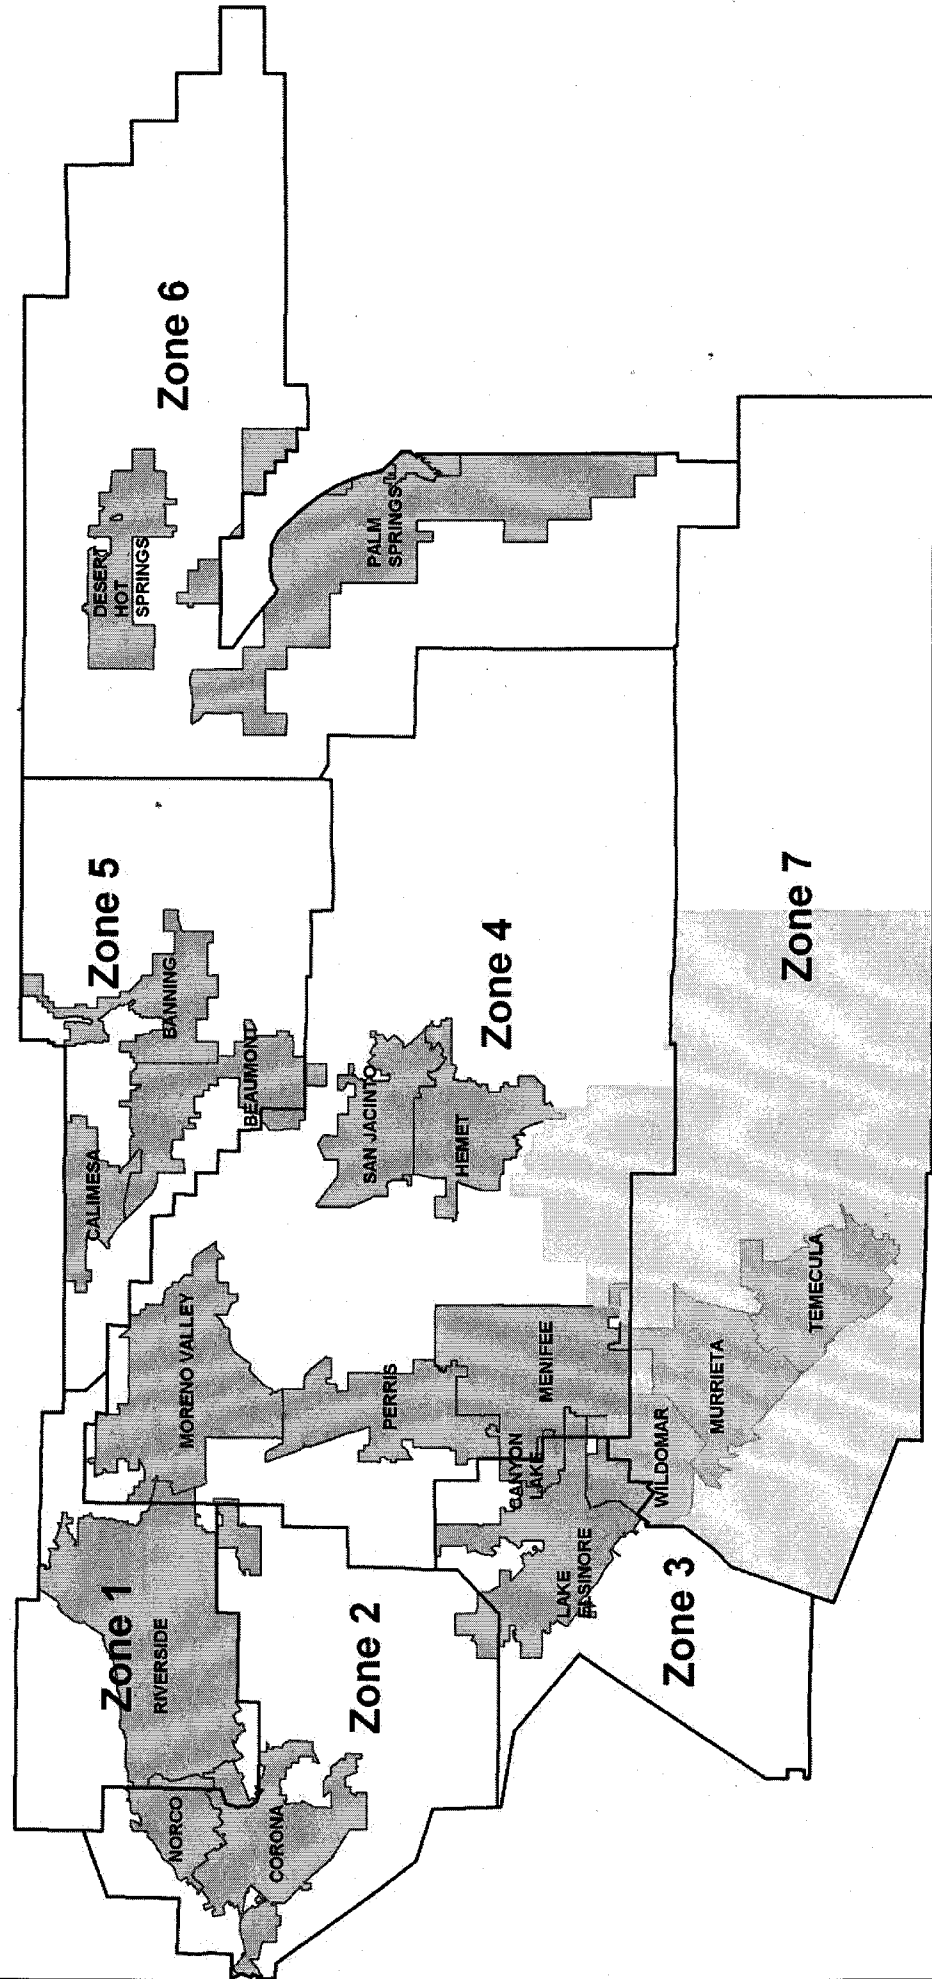 Zone 6
DESERT
HOT
SPRINGS
PALM
SPRINGS
Zone 5
BANNING
BEAUMONT
CALIMESA
Zone 4
SAN JACINTO
HEMET
Zone 7
MORENO VALLEY
PERRIS
MENIFEE
CANYON
LAKE
LAKE
ELSINORE
WILDOMAR
MURRIETA
TEMECULA
Zone 1
RIVERSIDE
Zone 2
Zone 3
NORCO
CORONA